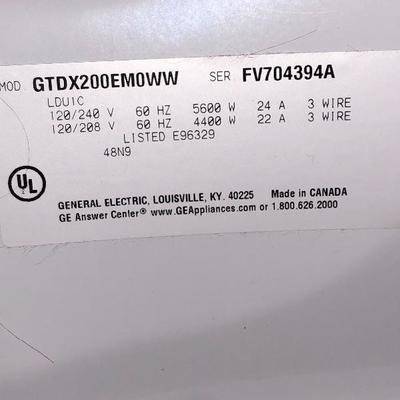 MOD GTDX200EM0WW SER FV704394A
LDU1C
120/240 V 60 HZ 5600 W 24 A 3 WIRE
120/208 V 60 HZ 4400 W 22 A 3 WIRE
LISTED E96329
48N9
UL
GENERAL ELECTRIC, LOUISVILLE, KY. 40225 Made in CANADA
GE Answer Center® www.GEAppliances.com or 1.800.626.2000